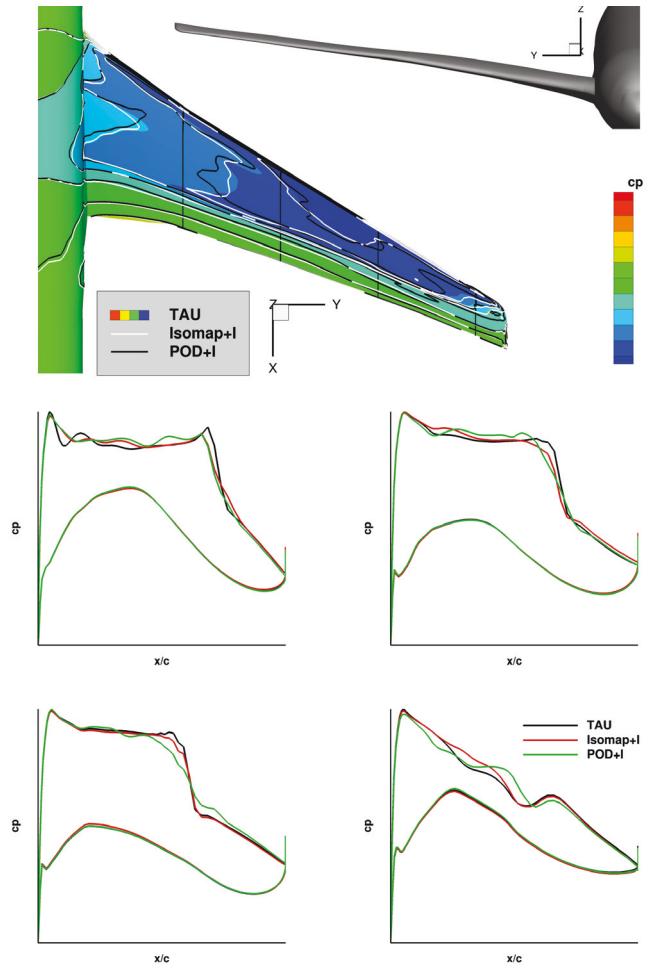 Z
Y
X
cp
TAU
Isomap+I
POD+I
Z
Y
X
cp
x/c
cp
x/c
TAU
Isomap+I
POD+I
cp
x/c
cp
x/c